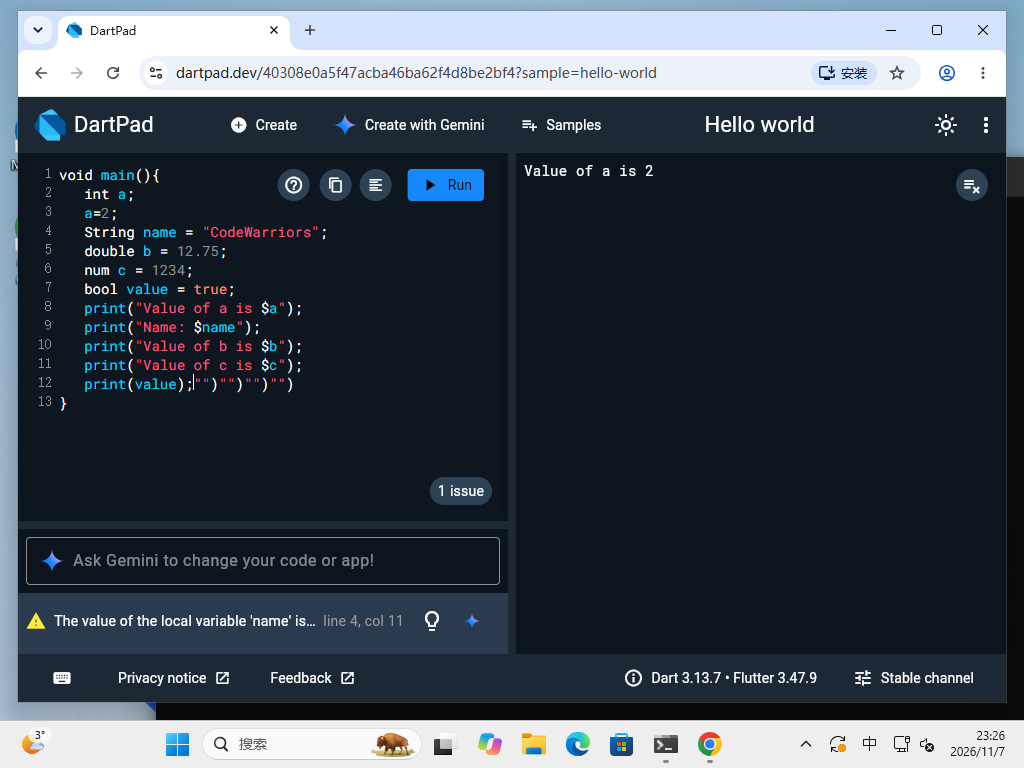 DartPad
dartpad.dev/40308e0a5f47acba46ba62f4d8be2bf4?sample=hello-world
安装
DartPad
Create
Create with Gemini
Samples
Hello world
1 void main(){
2 int a;
3 a=2;
4 String name = "CodeWarriors";
5 double b = 12.75;
6 num c = 1234;
7 bool value = true;
8 print("Value of a is $a");
9 print("Name: $name");
10 print("Value of b is $b");
11 print("Value of c is $c");
12 print(value);"")"")"")"")
13 }
Run
1 issue
Value of a is 2
Ask Gemini to change your code or app!
The value of the local variable 'name' is… line 4, col 11
Privacy notice
Feedback
Dart 3.13.7 • Flutter 3.47.9
Stable channel
3°
搜索
中
23:26
2026/11/7